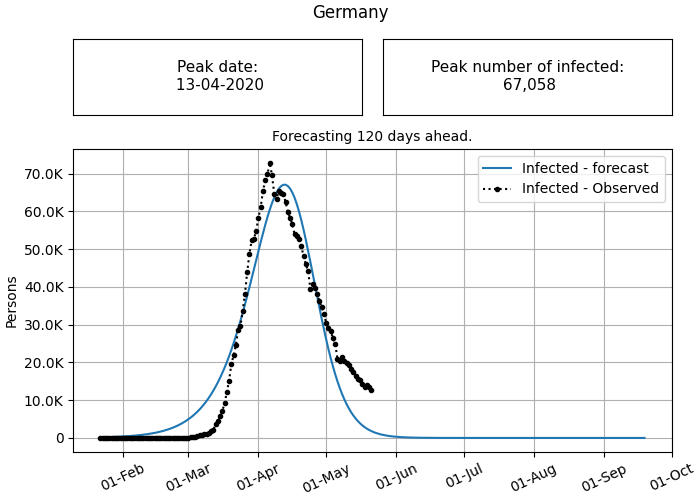 Germany
Peak date:
13-04-2020
Peak number of infected:
67,058
Forecasting 120 days ahead.
Infected - forecast
Infected - Observed
70.0K
60.0K
50.0K
40.0K
30.0K
20.0K
10.0K
0
Persons
01-Feb
01-Mar
01-Apr
01-May
01-Jun
01-Jul
01-Aug
01-Sep
01-Oct